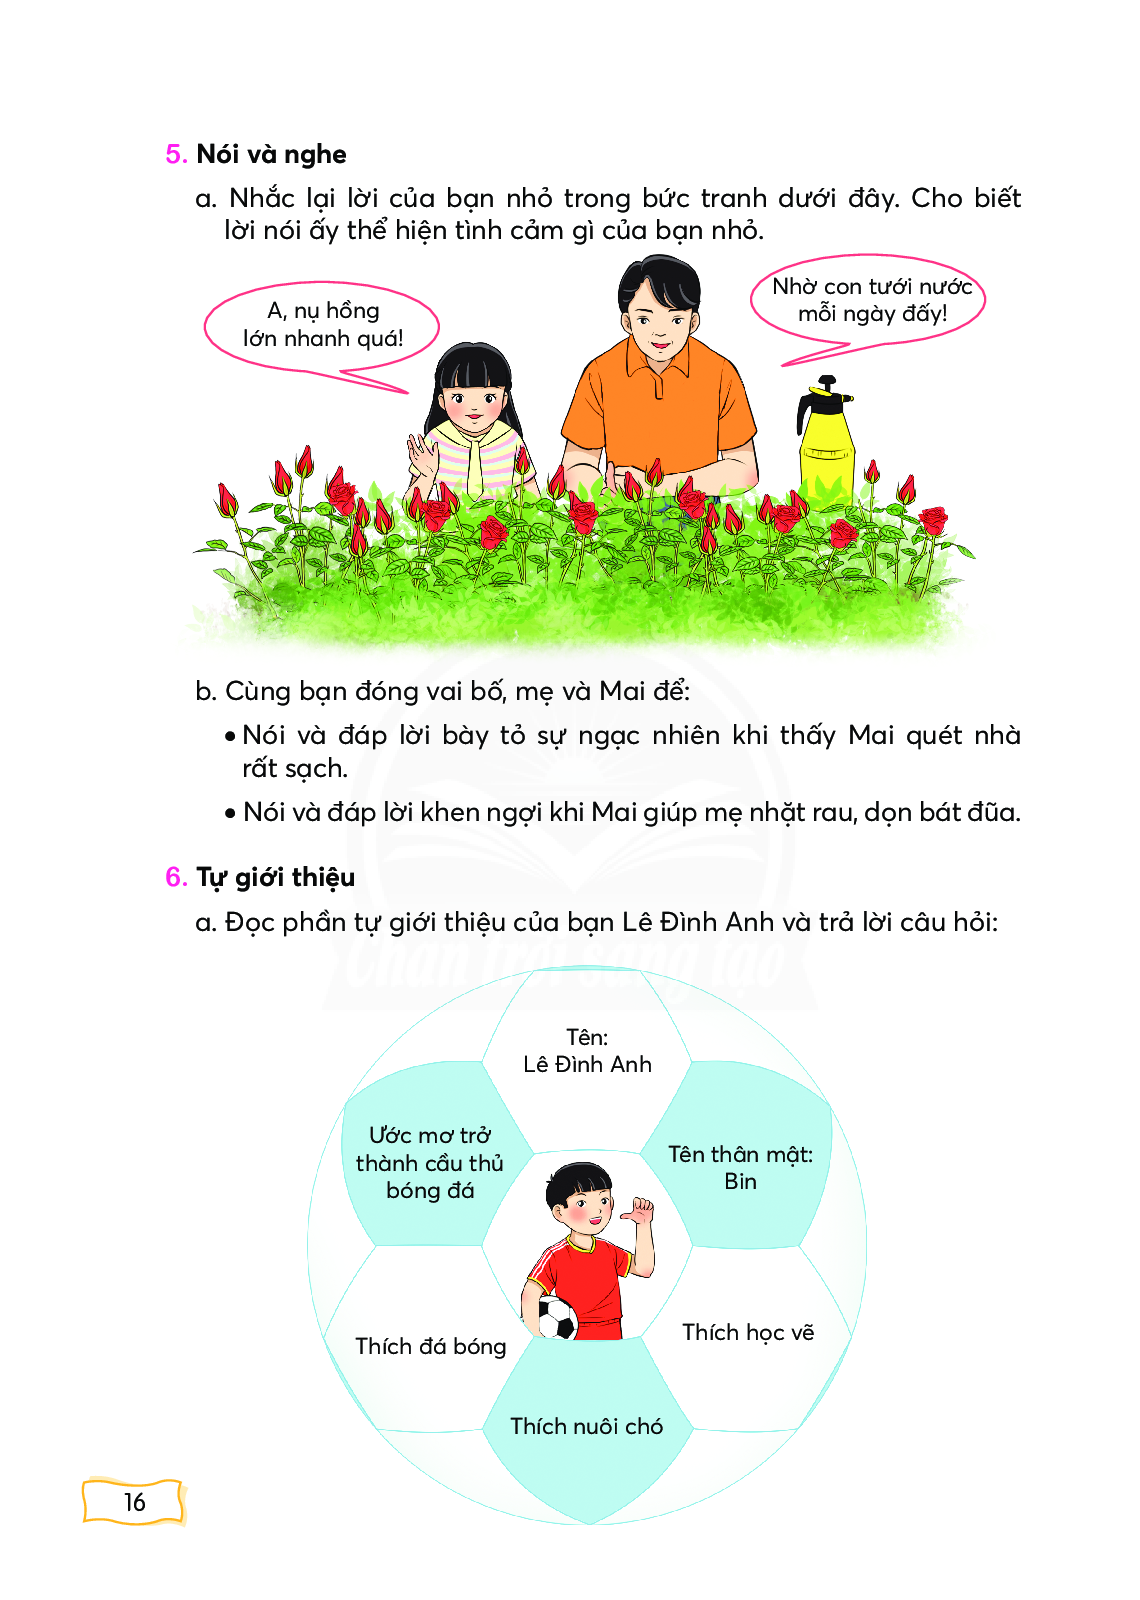 5. Nói và nghe
a. Nhắc lại lời của bạn nhỏ trong bức tranh dưới đây. Cho biết
lời nói ấy thể hiện tình cảm gì của bạn nhỏ.
A, nụ hồng
lớn nhanh quá!
Nhờ con tưới nước
mỗi ngày đấy!
b. Cùng bạn đóng vai bố, mẹ và Mai để:
• Nói và đáp lời bày tỏ sự ngạc nhiên khi thấy Mai quét nhà
rất sạch.
• Nói và đáp lời khen ngợi khi Mai giúp mẹ nhặt rau, dọn bát đũa.
6. Tự giới thiệu
a. Đọc phần tự giới thiệu của bạn Lê Đình Anh và trả lời câu hỏi:
Chân trời sáng tạo
Tên:
Lê Đình Anh
Ước mơ trở
thành cầu thủ
bóng đá
Tên thân mật:
Bin
Thích đá bóng
Thích học vẽ
Thích nuôi chó
16